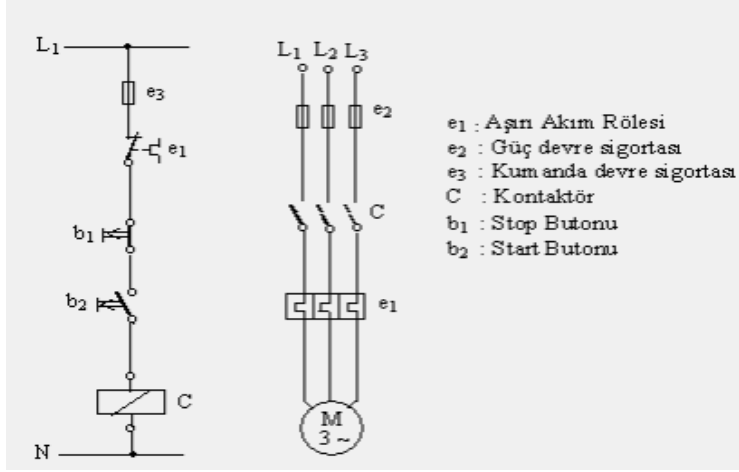 L1
e3
e1
b1
b2
C
N
L1 L2 L3
e2
C
e1
M
3 ~
e1 : Aşırı Akım Rölesi
e2 : Güç devre sigortası
e3 : Kumanda devre sigortası
C : Kontaktör
b1 : Stop Butonu
b2 : Start Butonu